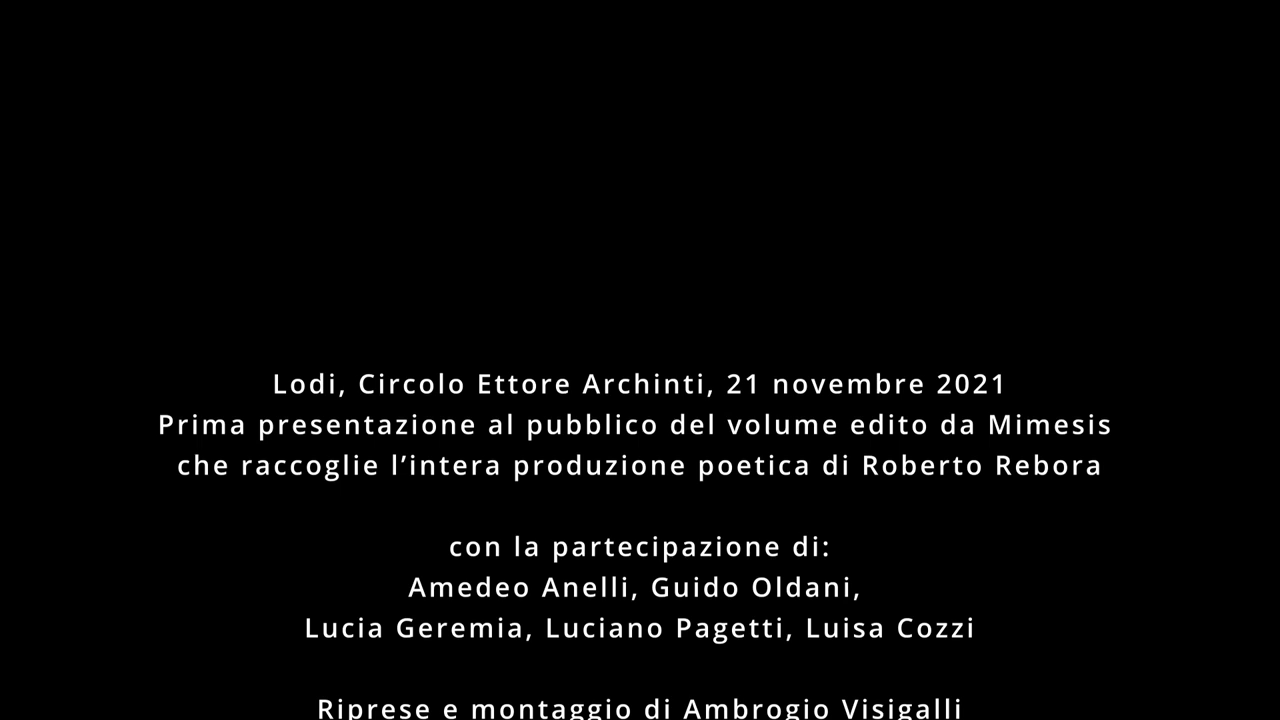 Lodi, Circolo Ettore Archinti, 21 novembre 2021
Prima presentazione al pubblico del volume edito da Mimesis
che raccoglie l’intera produzione poetica di Roberto Rebora
con la partecipazione di:
Amedeo Anelli, Guido Oldani,
Lucia Geremia, Luciano Pagetti, Luisa Cozzi
Riprese e montaggio di Ambrogio Visigalli